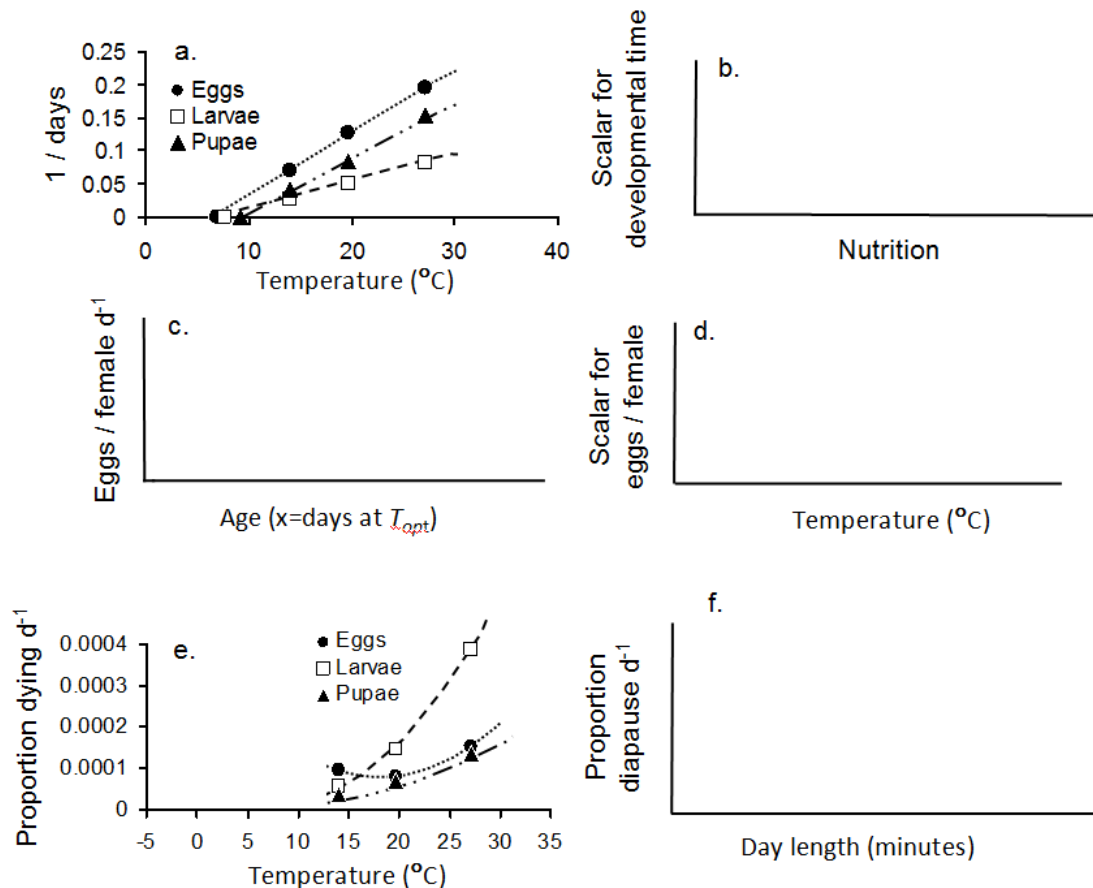 a.
0.25
0.2
0.15
0.1
0.05
0
1 / days
Eggs
Larvae
Pupae
0 10 20 30 40
Temperature (°C)
b.
Scalar for
developmental time
Nutrition
c.
Eggs / female d-1
Age (x=days at Topt)
d.
Scalar for
eggs / female
Temperature (°C)
e.
0.0004
0.0003
0.0002
0.0001
0
Proportion dying d-1
Eggs
Larvae
Pupae
-5 0 5 10 15 20 25 30 35
Temperature (°C)
f.
Proportion
diapause d-1
Day length (minutes)